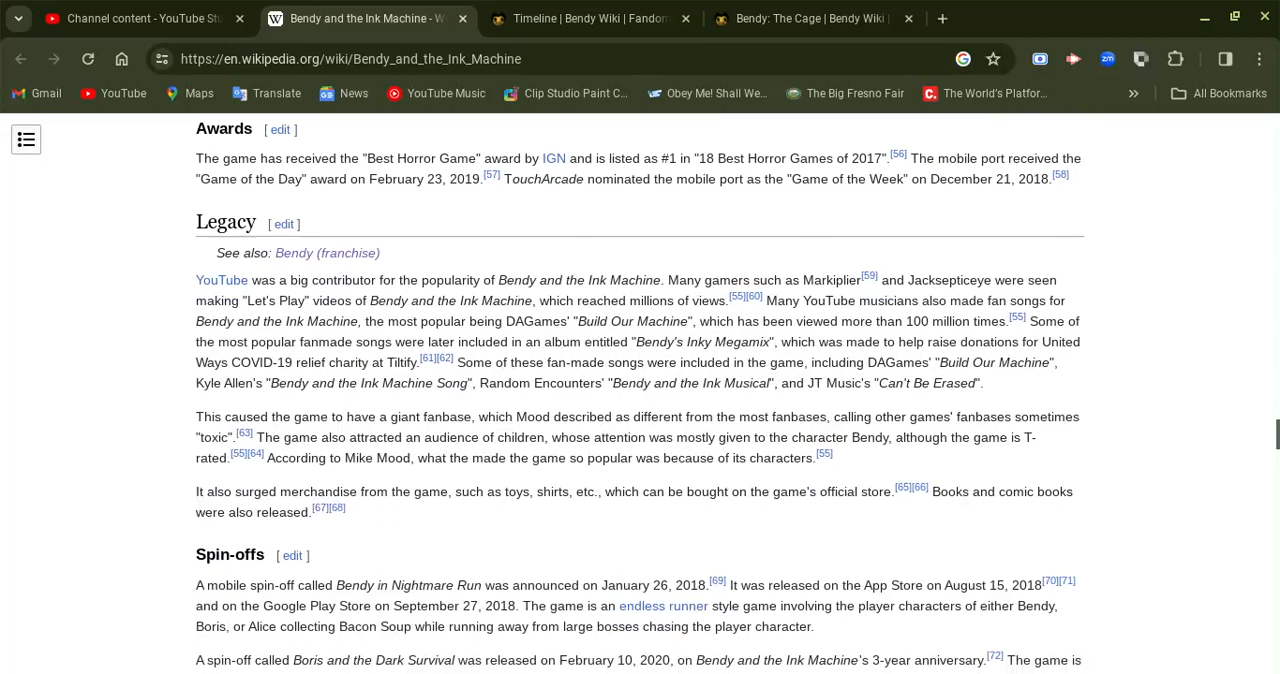 Channel content - YouTube Stu
Bendy and the Ink Machine - W
Timeline | Bendy Wiki | Fandom
Bendy: The Cage | Bendy Wiki |
https://en.wikipedia.org/wiki/Bendy_and_the_Ink_Machine
Gmail YouTube Maps Translate News YouTube Music Clip Studio Paint C... Obey Me! Shall We... The Big Fresno Fair The World's Platfor... All Bookmarks
Awards [ edit ]
The game has received the "Best Horror Game" award by IGN and is listed as #1 in "18 Best Horror Games of 2017".[56] The mobile port received the
"Game of the Day" award on February 23, 2019.[57] TouchArcade nominated the mobile port as the "Game of the Week" on December 21, 2018.[58]
Legacy [ edit ]
See also: Bendy (franchise)
YouTube was a big contributor for the popularity of Bendy and the Ink Machine. Many gamers such as Markiplier[59] and Jacksepticeye were seen
making "Let's Play" videos of Bendy and the Ink Machine, which reached millions of views.[55][60] Many YouTube musicians also made fan songs for
Bendy and the Ink Machine, the most popular being DAGames' "Build Our Machine", which has been viewed more than 100 million times.[55] Some of
the most popular fanmade songs were later included in an album entitled "Bendy's Inky Megamix", which was made to help raise donations for United
Ways COVID-19 relief charity at Tiltify.[61][62] Some of these fan-made songs were included in the game, including DAGames' "Build Our Machine",
Kyle Allen's "Bendy and the Ink Machine Song", Random Encounters' "Bendy and the Ink Musical", and JT Music's "Can't Be Erased".
This caused the game to have a giant fanbase, which Mood described as different from the most fanbases, calling other games' fanbases sometimes
"toxic".[63] The game also attracted an audience of children, whose attention was mostly given to the character Bendy, although the game is T-
rated.[55][64] According to Mike Mood, what the made the game so popular was because of its characters.[55]
It also surged merchandise from the game, such as toys, shirts, etc., which can be bought on the game's official store.[65][66] Books and comic books
were also released.[67][68]
Spin-offs [ edit ]
A mobile spin-off called Bendy in Nightmare Run was announced on January 26, 2018.[69] It was released on the App Store on August 15, 2018[70][71]
and on the Google Play Store on September 27, 2018. The game is an endless runner style game involving the player characters of either Bendy,
Boris, or Alice collecting Bacon Soup while running away from large bosses chasing the player character.
A spin-off called Boris and the Dark Survival was released on February 10, 2020, on Bendy and the Ink Machine's 3-year anniversary.[72] The game is